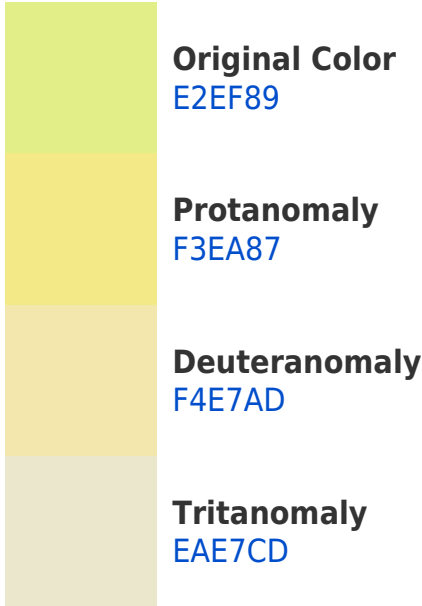 Original Color
E2EF89
Protanomaly
F3EA87
Deuteranomaly
F4E7AD
Tritanomaly
EAE7CD